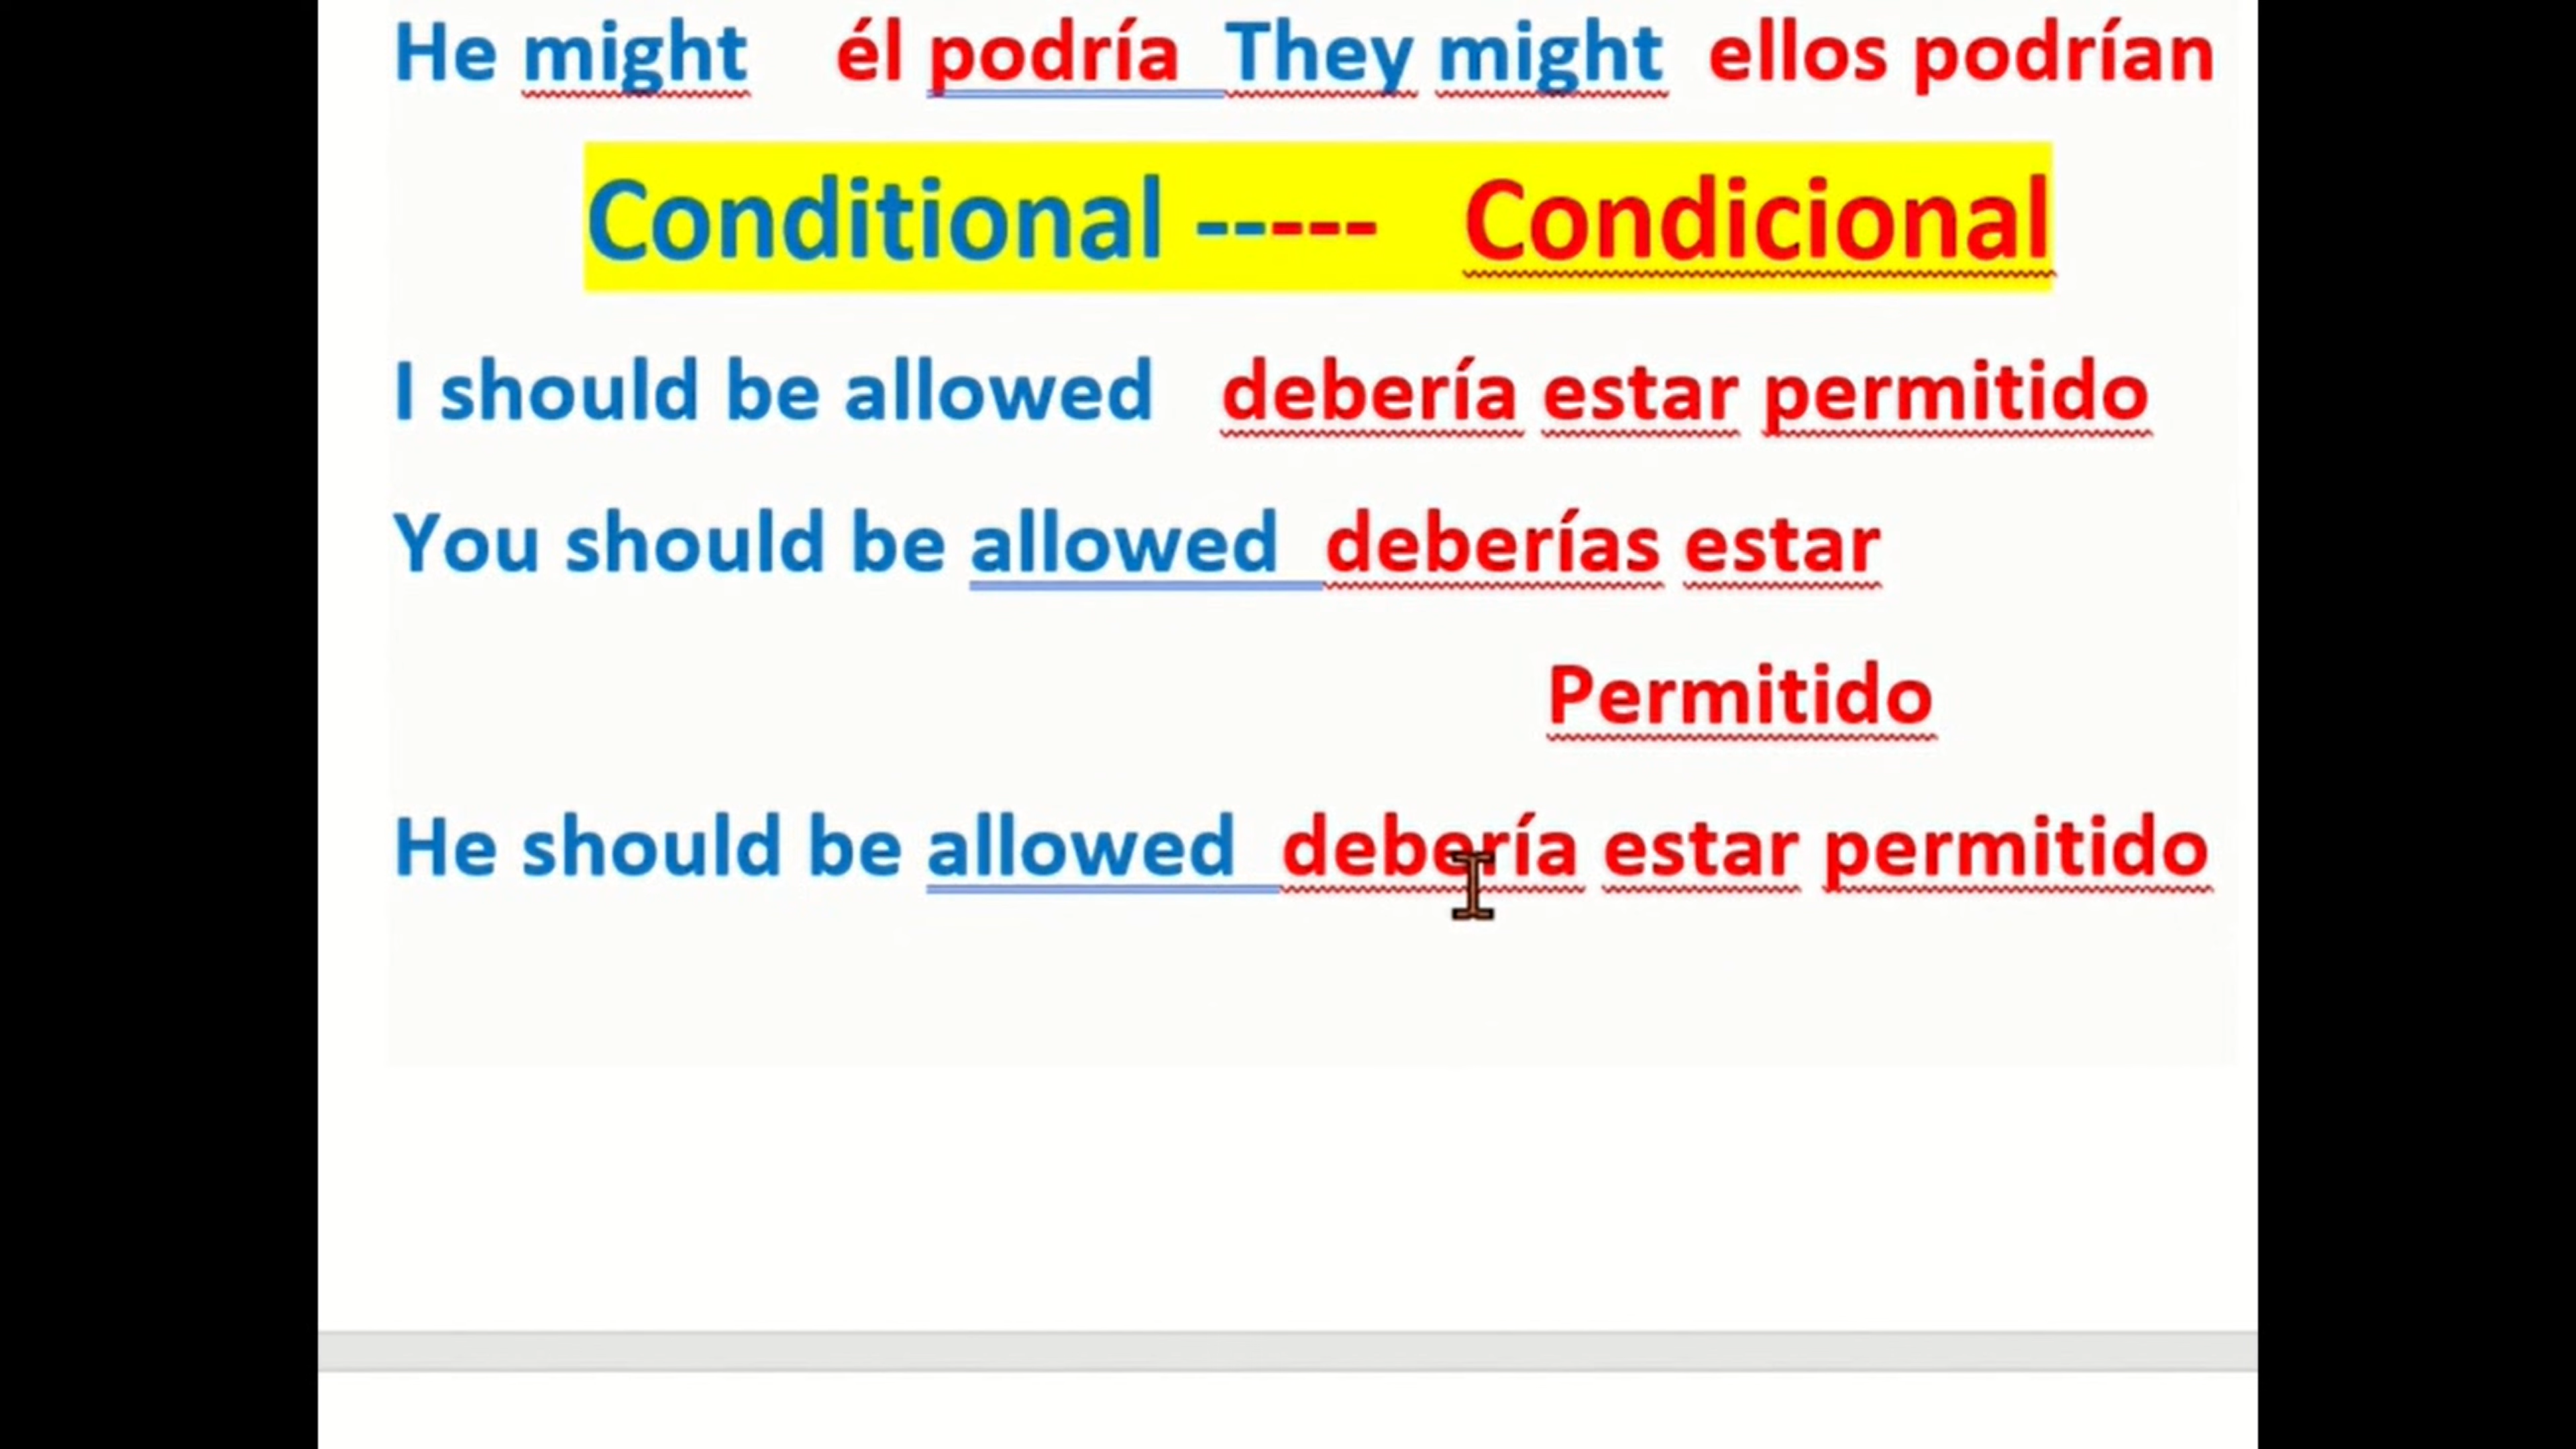 He might él podría They might ellos podrían
Conditional ----- Condicional
I should be allowed debería estar permitido
You should be allowed deberías estar
Permitido
He should be allowed debería estar permitido